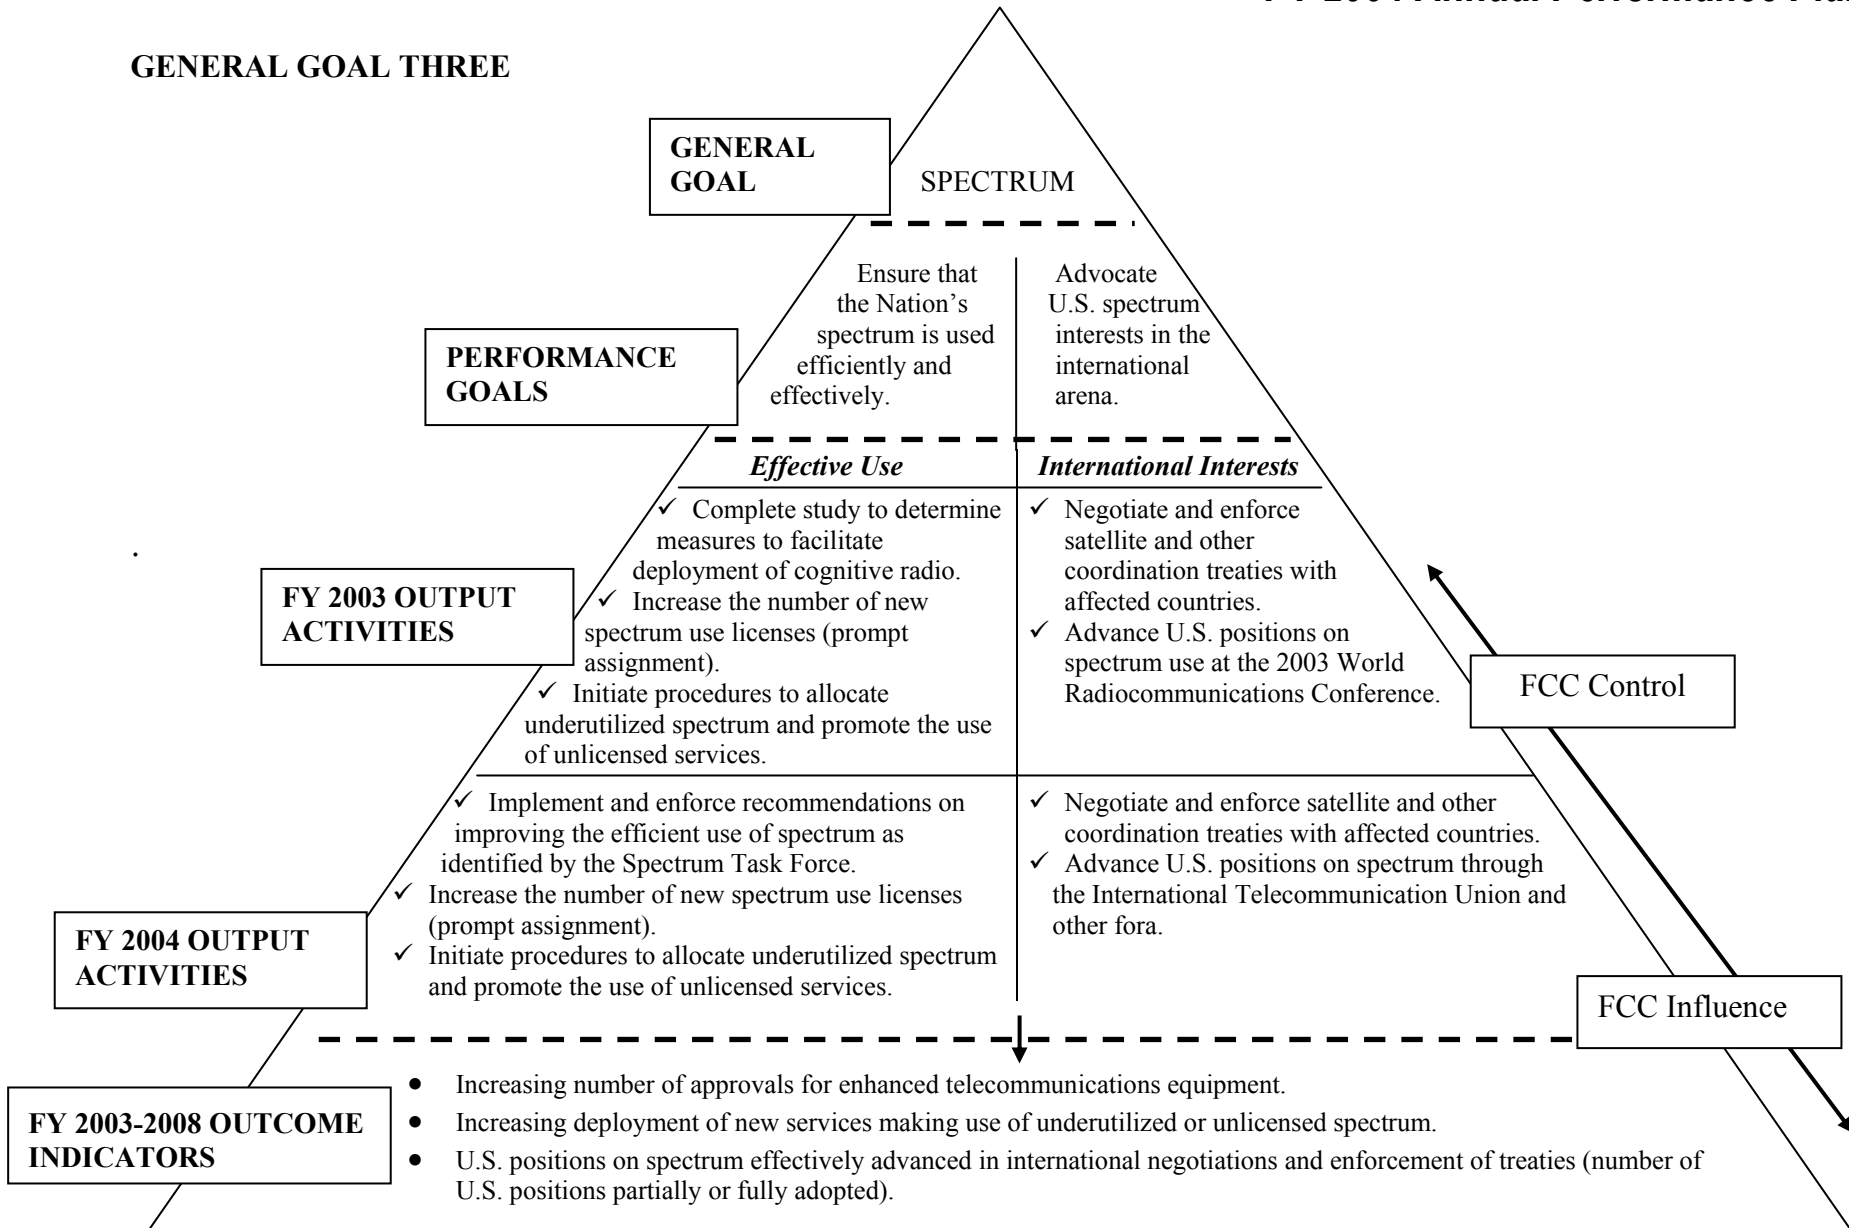 GENERAL GOAL THREE
GENERAL
GOAL
SPECTRUM
Ensure that
the Nation’s
spectrum is used
efficiently and
effectively.
Advocate
U.S. spectrum
interests in the
international
arena.
PERFORMANCE
GOALS
Effective Use
International Interests
FY 2003 OUTPUT
ACTIVITIES
✓ Complete study to determine
measures to facilitate
deployment of cognitive radio.
✓ Increase the number of new
spectrum use licenses (prompt
assignment).
✓ Initiate procedures to allocate
underutilized spectrum and promote the use
of unlicensed services.
✓ Negotiate and enforce
satellite and other
coordination treaties with
affected countries.
✓ Advance U.S. positions on
spectrum use at the 2003 World
Radiocommunications Conference.
.
FCC Control
FY 2004 OUTPUT
ACTIVITIES
✓ Implement and enforce recommendations on
improving the efficient use of spectrum as
identified by the Spectrum Task Force.
✓ Increase the number of new spectrum use licenses
(prompt assignment).
✓ Initiate procedures to allocate underutilized spectrum
and promote the use of unlicensed services.
✓ Negotiate and enforce satellite and other
coordination treaties with affected countries.
✓ Advance U.S. positions on spectrum through
the International Telecommunication Union and
other fora.
FCC Influence
FY 2003-2008 OUTCOME
INDICATORS
● Increasing number of approvals for enhanced telecommunications equipment.
● Increasing deployment of new services making use of underutilized or unlicensed spectrum.
● U.S. positions on spectrum effectively advanced in international negotiations and enforcement of treaties (number of
U.S. positions partially or fully adopted).